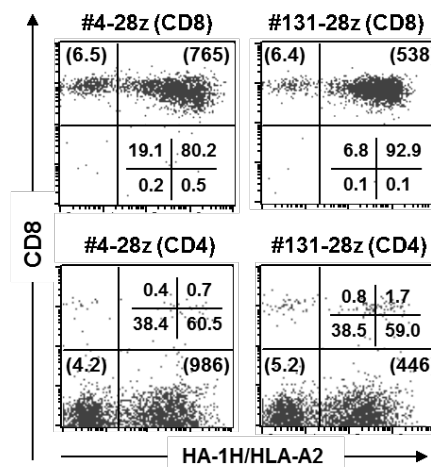 #4-28z (CD8) #131-28z (CD8)
(6.5) (765) (6.4) (538
19.1 80.2 6.8 92.9
0.2 0.5 0.1 0.1
CD8
#4-28z (CD4) #131-28z (CD4)
0.4 0.7 0.8 1.7
38.4 60.5 38.5 59.0
(4.2) (986) (5.2) (446
HA-1H/HLA-A2